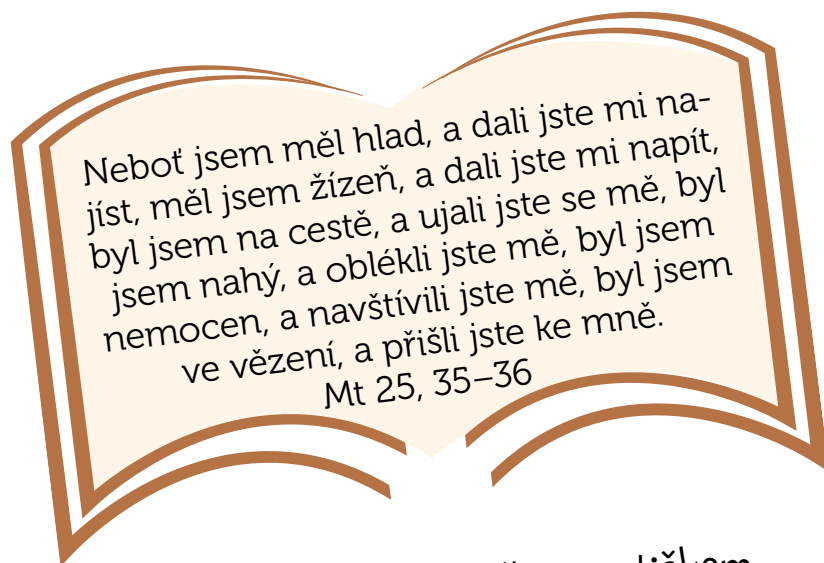 Neboť jsem měl hlad, a dali jste mi na-
jíst, měl jsem žízeň, a dali jste mi napít,
byl jsem na cestě, a ujali jste se mě, byl
jsem nahý, a oblékli jste mě, byl jsem
nemocen, a navštívili jste mě, byl jsem
ve vězení, a přišli jste ke mně.
Mt 25, 35–36